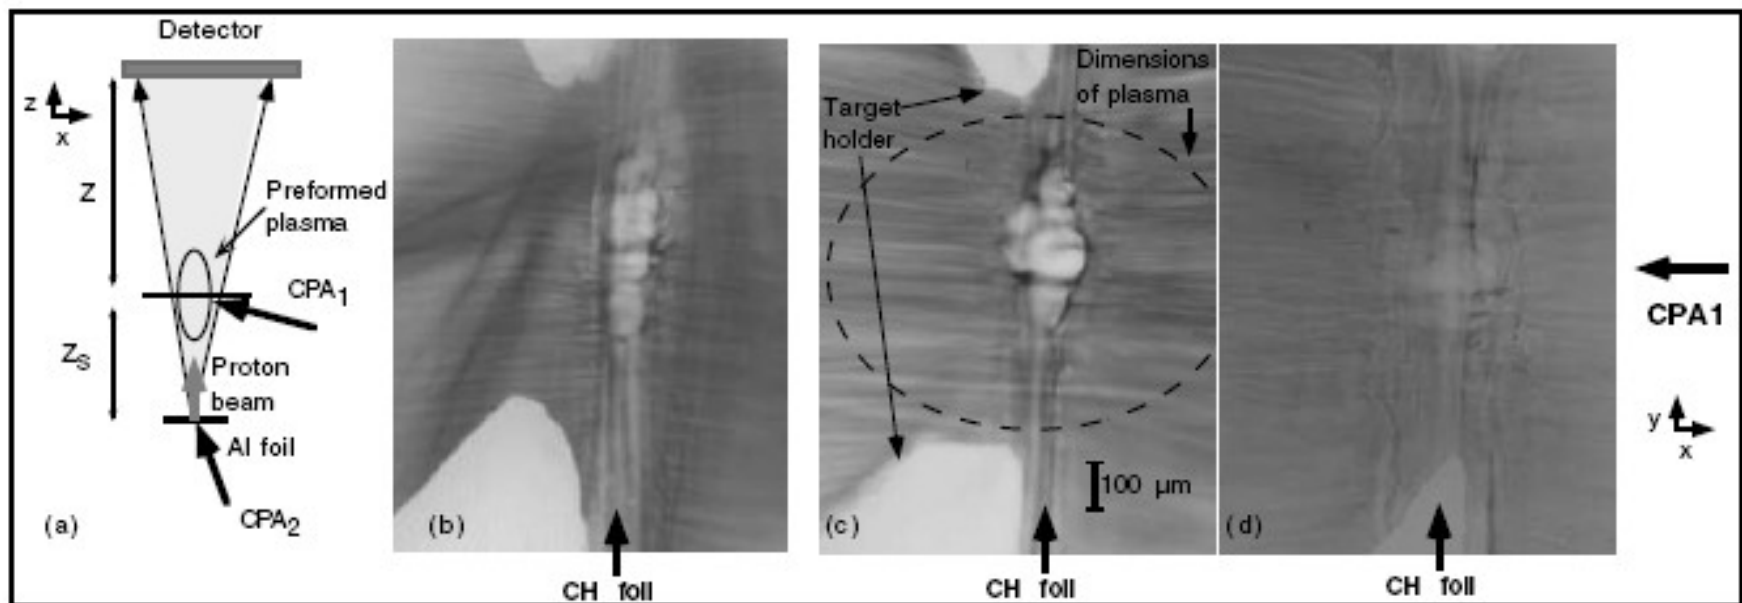 Detector
z
x
Z
Preformed
plasma
CPA1
ZS
Proton
beam
Al foil
CPA2
(a)
(b)
CH foil
Target
holder
Dimensions
of plasma
100 µm
(c)
CH foil
(d)
CH foil
CPA1
y
x